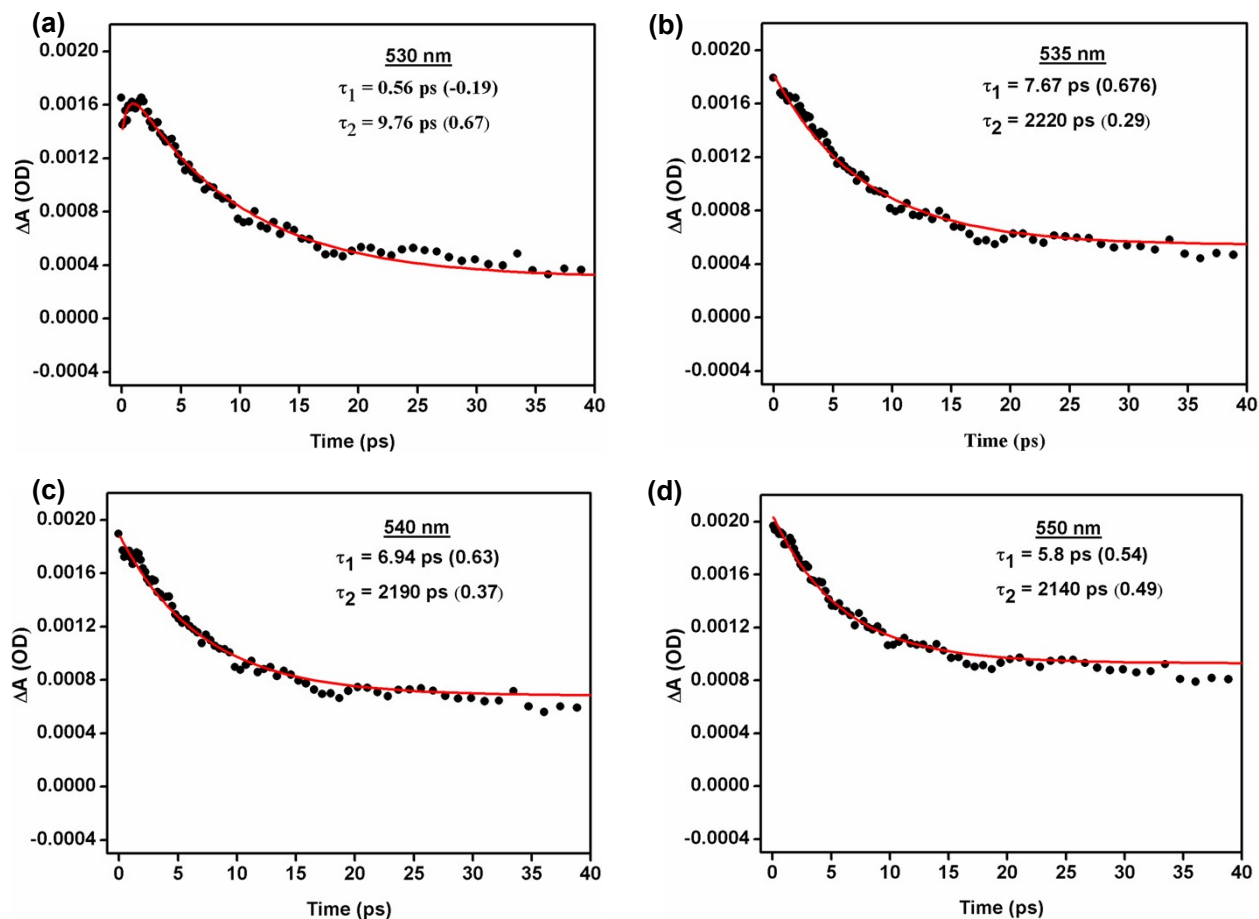 (a)
530 nm
τ1 = 0.56 ps (-0.19)
τ2 = 9.76 ps (0.67)
0.0020
0.0016
0.0012
0.0008
0.0004
0.0000
-0.0004
ΔA (OD)
0 5 10 15 20 25 30 35 40
Time (ps)
(b)
535 nm
τ1 = 7.67 ps (0.676)
τ2 = 2220 ps (0.29)
0.0020
0.0016
0.0012
0.0008
0.0004
0.0000
-0.0004
ΔA (OD)
0 5 10 15 20 25 30 35 40
Time (ps)
(c)
540 nm
τ1 = 6.94 ps (0.63)
τ2 = 2190 ps (0.37)
0.0020
0.0016
0.0012
0.0008
0.0004
0.0000
-0.0004
ΔA (OD)
0 5 10 15 20 25 30 35 40
Time (ps)
(d)
550 nm
τ1 = 5.8 ps (0.54)
τ2 = 2140 ps (0.49)
0.0020
0.0016
0.0012
0.0008
0.0004
0.0000
-0.0004
ΔA (OD)
0 5 10 15 20 25 30 35 40
Time (ps)